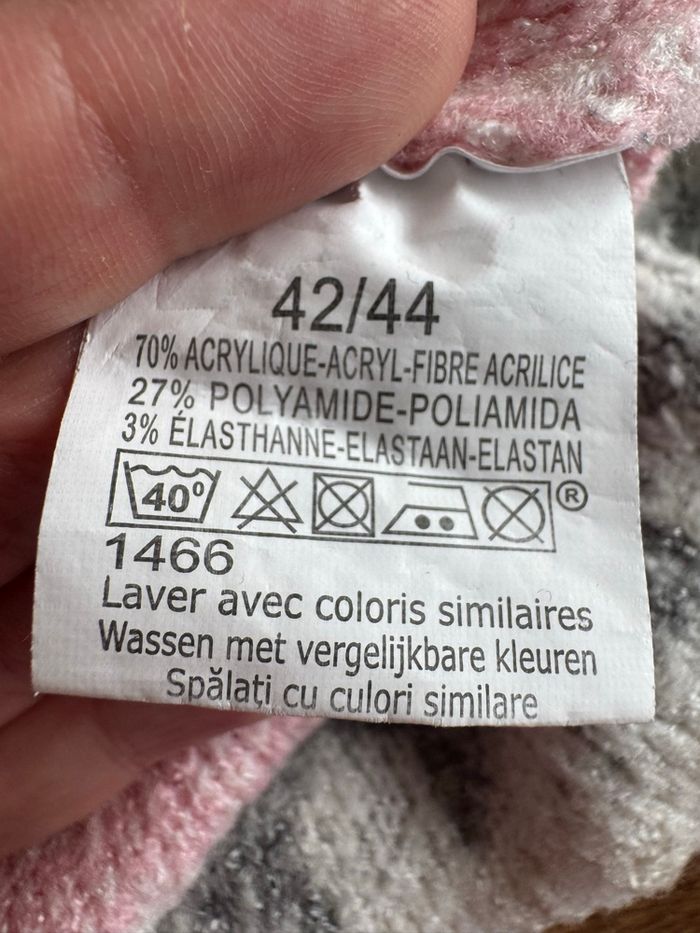 42/44
70% ACRYLIQUE-ACRYL-FIBRE ACRILICE
27% POLYAMIDE-POLIAMIDA
3% ÉLASTHANNE-ELASTAAN-ELASTAN
40° ®
1466
Laver avec coloris similaires
Wassen met vergelijkbare kleuren
Spălați cu culori similare